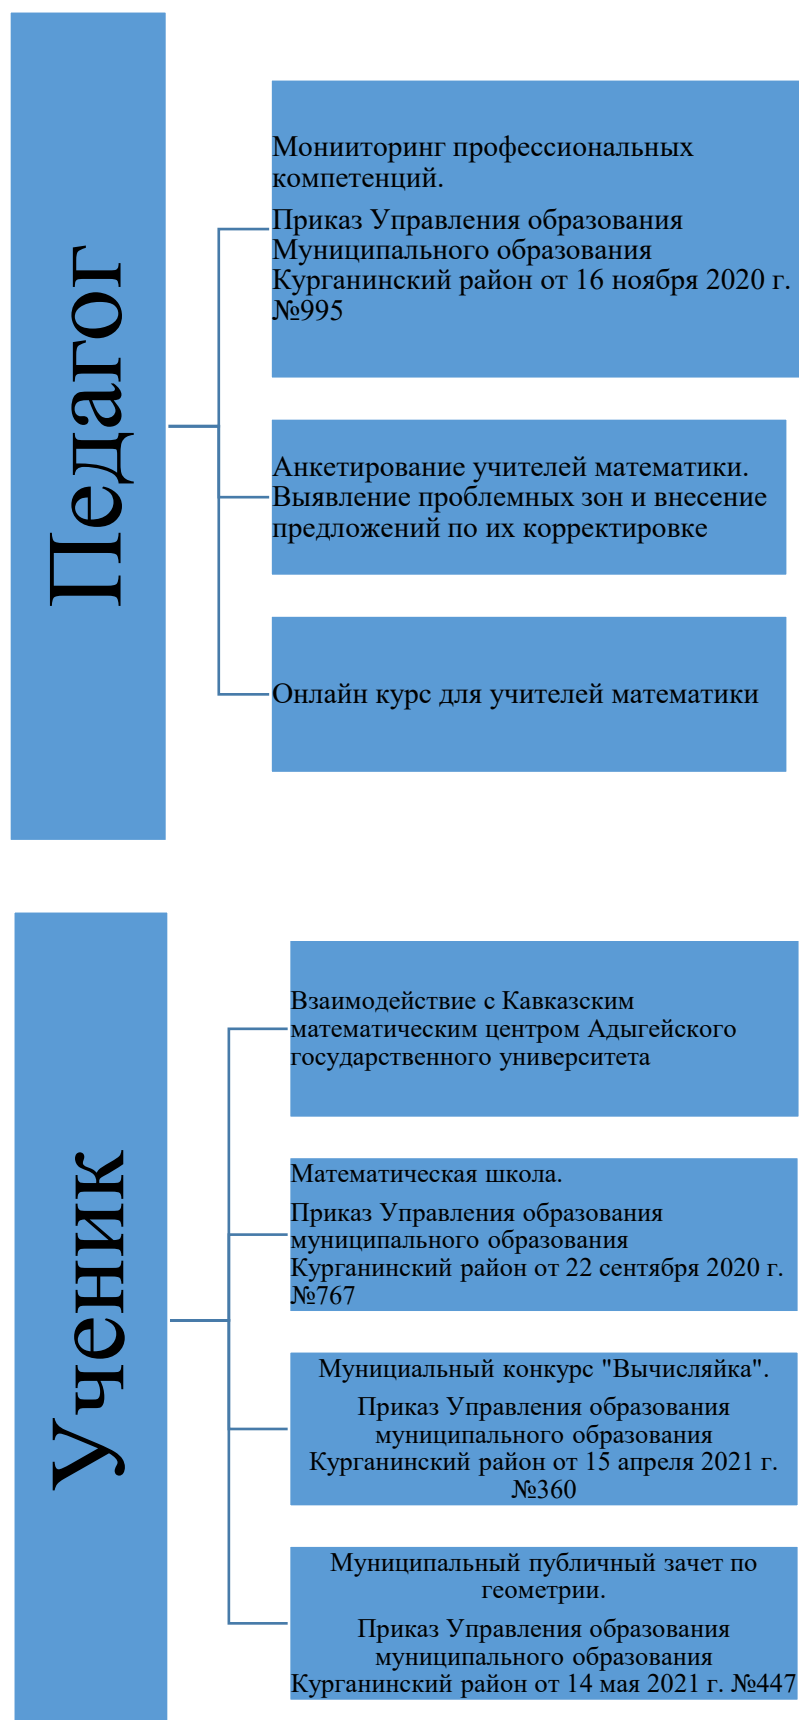 Педагог
Монииторинг профессиональных
компетенций.
Приказ Управления образования
Муниципального образования
Курганинский район от 16 ноября 2020 г.
№995
Анкетирование учителей математики.
Выявление проблемных зон и внесение
предложений по их корректировке
Онлайн курс для учителей математики
Ученик
Взаимодействие с Кавказским
математическим центром Адыгейского
государственного университета
Математическая школа.
Приказ Управления образования
муниципального образования
Курганинский район от 22 сентября 2020 г.
№767
Мунициальный конкурс "Вычисляйка".
Приказ Управления образования
муниципального образования
Курганинский район от 15 апреля 2021 г.
№360
Муниципальный публичный зачет по
геометрии.
Приказ Управления образования
муниципального образования
Курганинский район от 14 мая 2021 г. №447